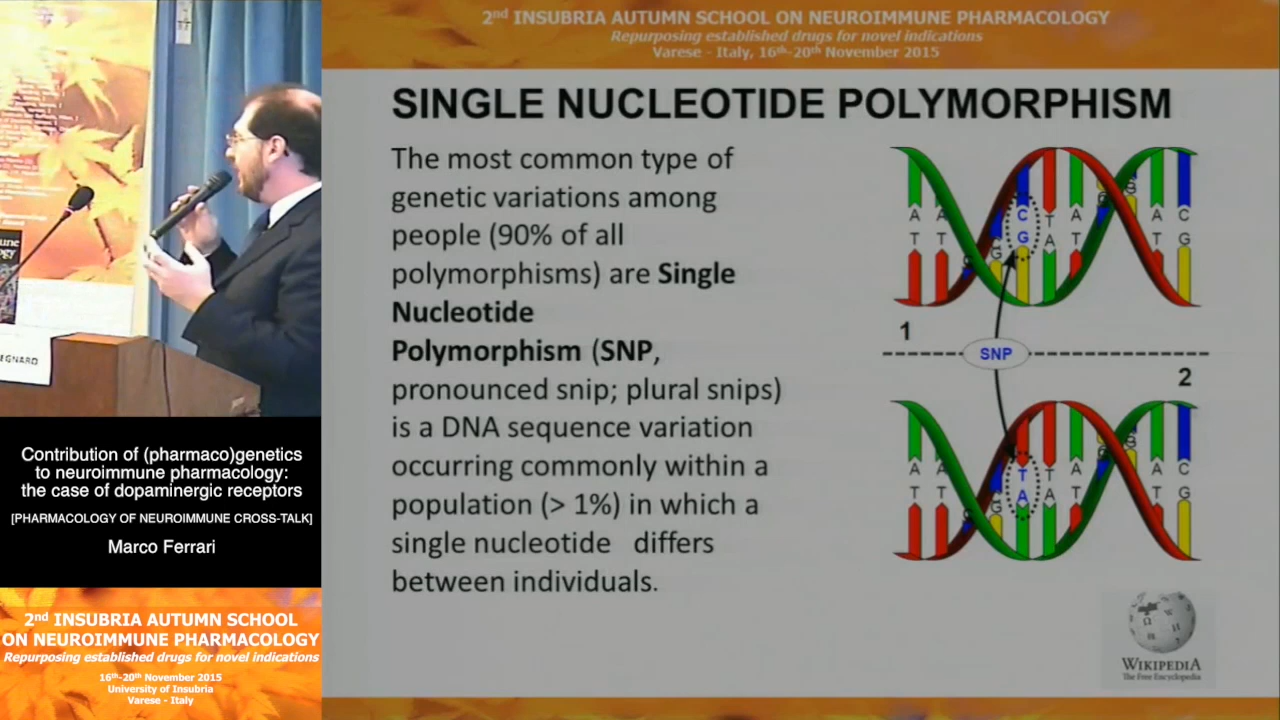 2nd INSUBRIA AUTUMN SCHOOL ON NEUROIMMUNE PHARMACOLOGY
Repurposing established drugs for novel indications
Varese - Italy, 16th-20th November 2015
SINGLE NUCLEOTIDE POLYMORPHISM
The most common type of
genetic variations among
people (90% of all
polymorphisms) are Single
Nucleotide
Polymorphism (SNP,
pronounced snip; plural snips)
is a DNA sequence variation
occurring commonly within a
population (> 1%) in which a
single nucleotide differs
between individuals.
A A C T A G A C
T T G G A T T G
1
SNP
2
A A T T A G A C
T T G A A T T G
WIKIPEDIA
The Free Encyclopedia
EGNARD
Contribution of (pharmaco)genetics
to neuroimmune pharmacology:
the case of dopaminergic receptors
[PHARMACOLOGY OF NEUROIMMUNE CROSS-TALK]
Marco Ferrari
2nd INSUBRIA AUTUMN SCHOOL
ON NEUROIMMUNE PHARMACOLOGY
Repurposing established drugs for novel indications
16th-20th November 2015
University of Insubria
Varese - Italy